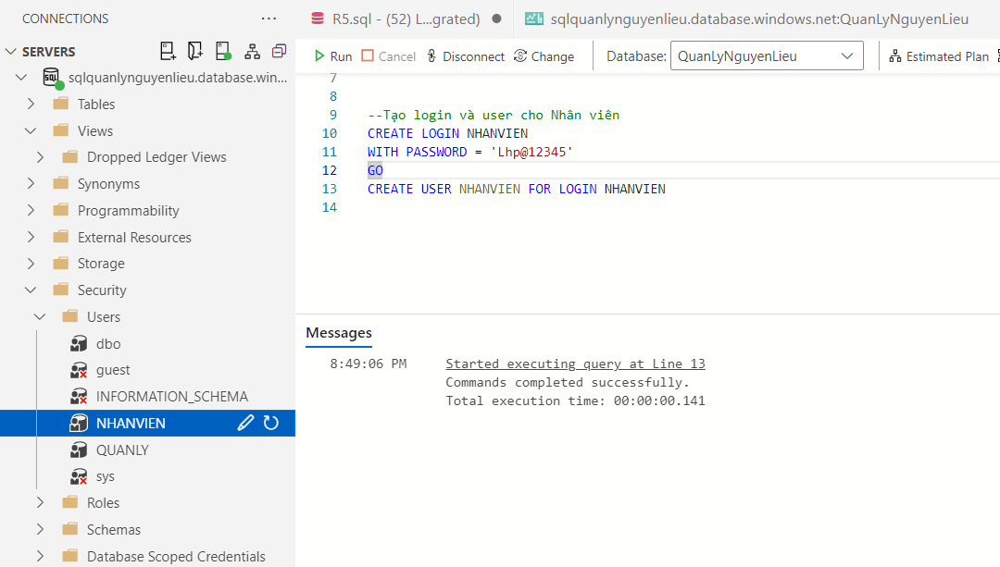 CONNECTIONS
SERVERS
sqlquanlynguyenlieu.database.win...
Tables
Views
Dropped Ledger Views
Synonyms
Programmability
External Resources
Storage
Security
Users
dbo
guest
INFORMATION_SCHEMA
NHANVIEN
QUANLY
sys
Roles
Schemas
Database Scoped Credentials
R5.sql - (52) L...grated)
sqlquanlynguyenlieu.database.windows.net:QuanLyNguyenLieu
Run Cancel Disconnect Change Database: QuanLyNguyenLieu Estimated Plan
7
8
9 --Tạo login và user cho Nhân viên
10 CREATE LOGIN NHANVIEN
11 WITH PASSWORD = 'Lhp@12345'
12 GO
13 CREATE USER NHANVIEN FOR LOGIN NHANVIEN
14
Messages
8:49:06 PM Started executing query at Line 13
Commands completed successfully.
Total execution time: 00:00:00.141